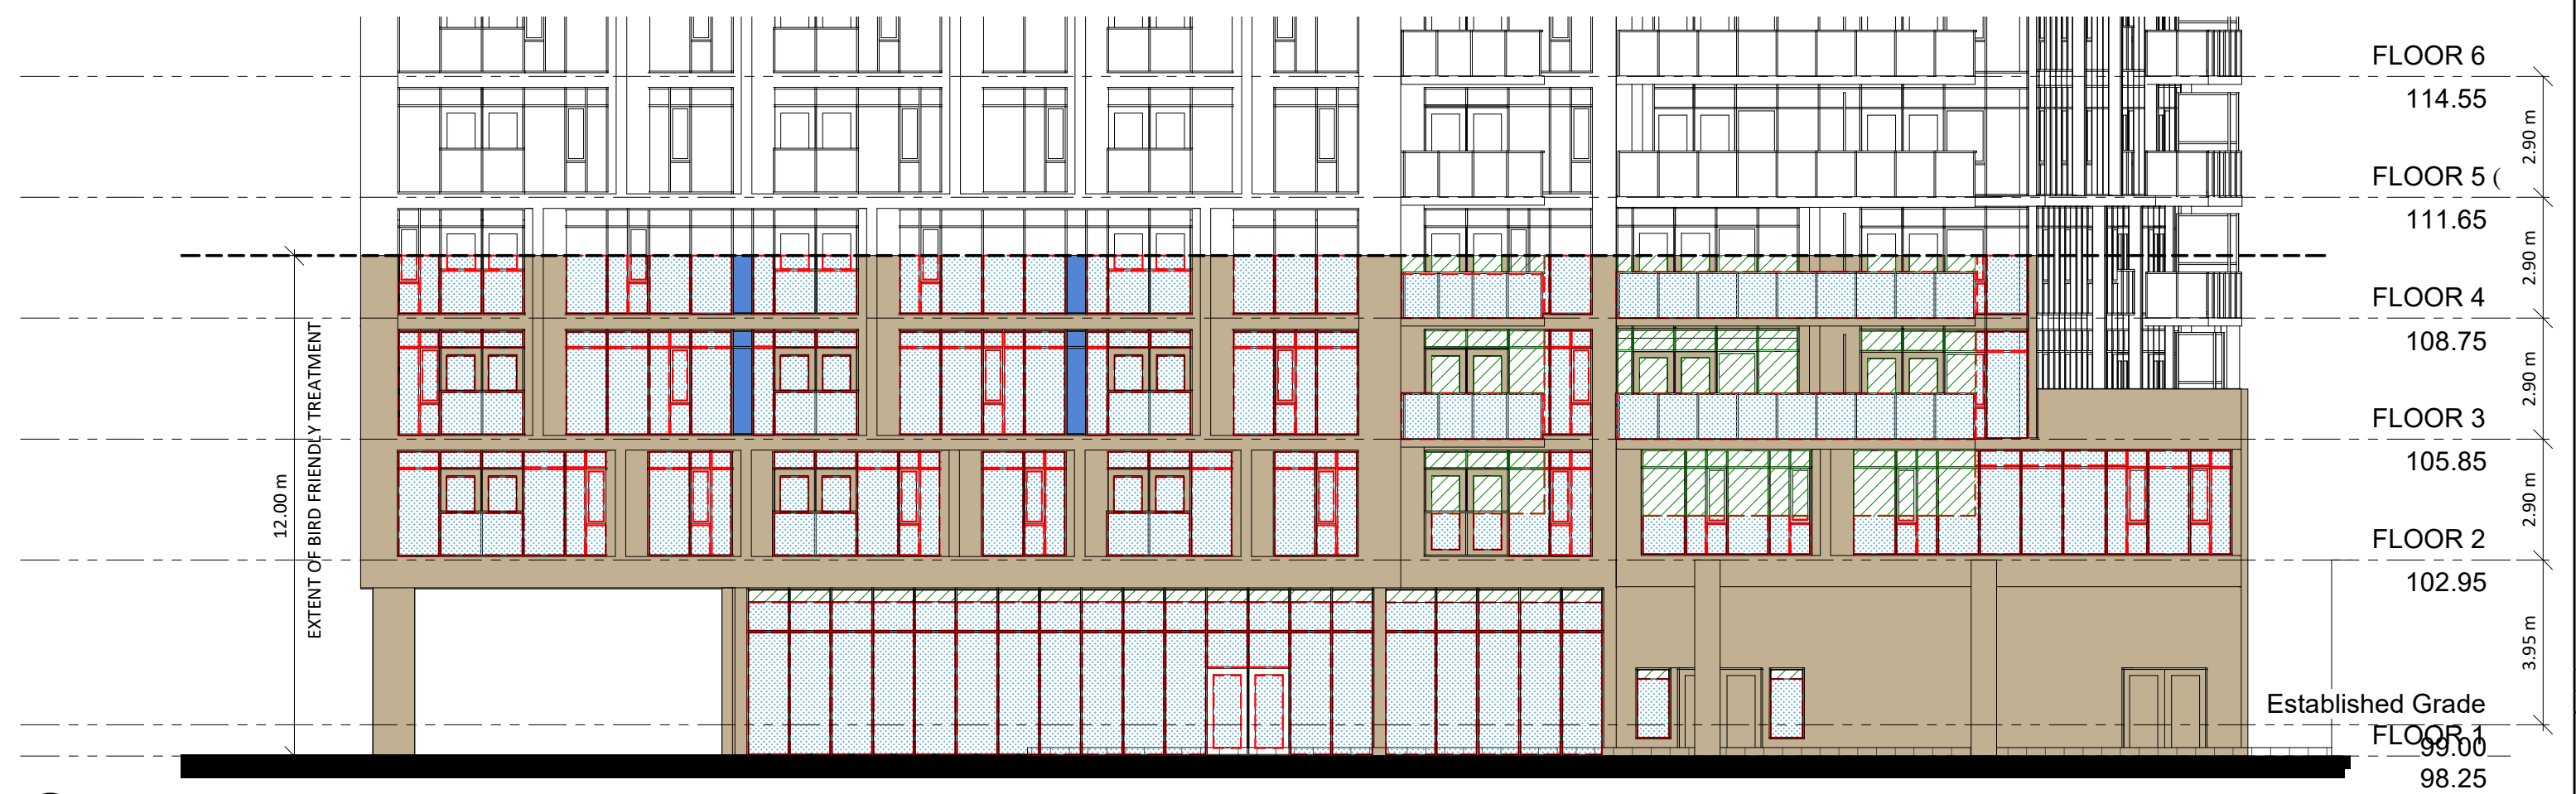 FLOOR 6
114.55
2.90 m
FLOOR 5 (
111.65
2.90 m
FLOOR 4
108.75
2.90 m
FLOOR 3
105.85
2.90 m
FLOOR 2
102.95
3.95 m
12.00 m
EXTENT OF BIRD FRIENDLY TREATMENT
Established Grade
FLOOR 1
99.00
98.25